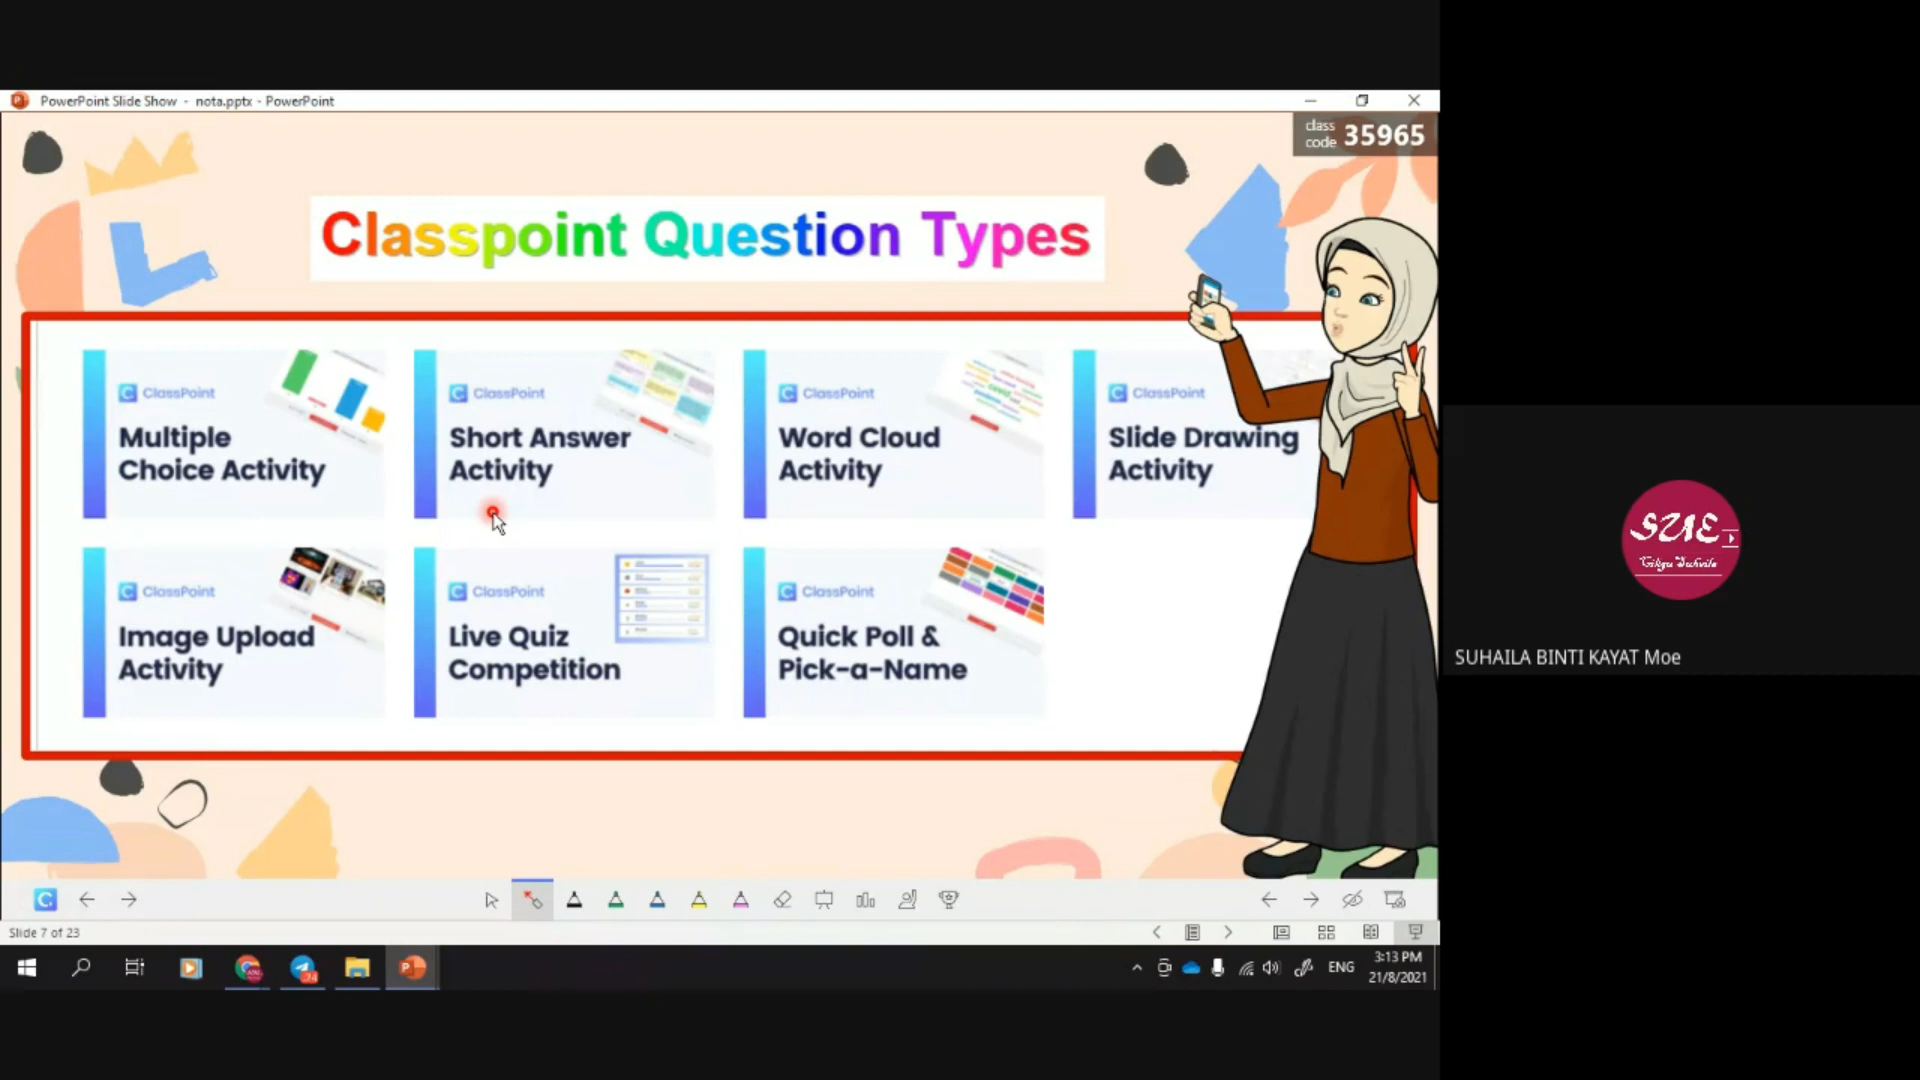 PowerPoint Slide Show - nota.pptx - PowerPoint
class
code 35965
Classpoint Question Types
ClassPoint
Multiple
Choice Activity
ClassPoint
Short Answer
Activity
ClassPoint
Word Cloud
Activity
ClassPoint
Slide Drawing
Activity
ClassPoint
Image Upload
Activity
ClassPoint
Live Quiz
Competition
ClassPoint
Quick Poll &
Pick-a-Name
SUHAILA BINTI KAYAT Moe
Slide 7 of 23
24
ENG
3:13 PM
21/8/2021